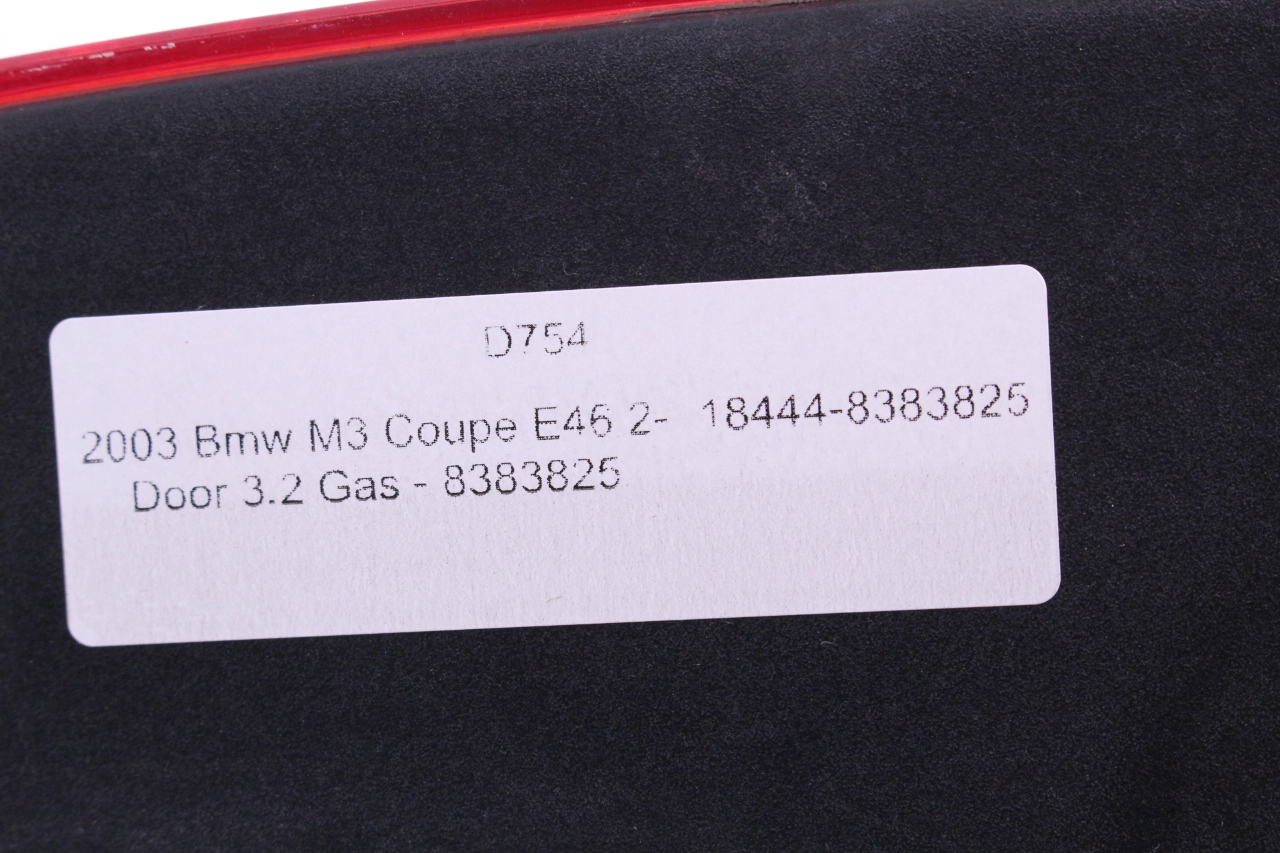 D754
2003 Bmw M3 Coupe E46 2- 18444-8383825
Door 3.2 Gas - 8383825